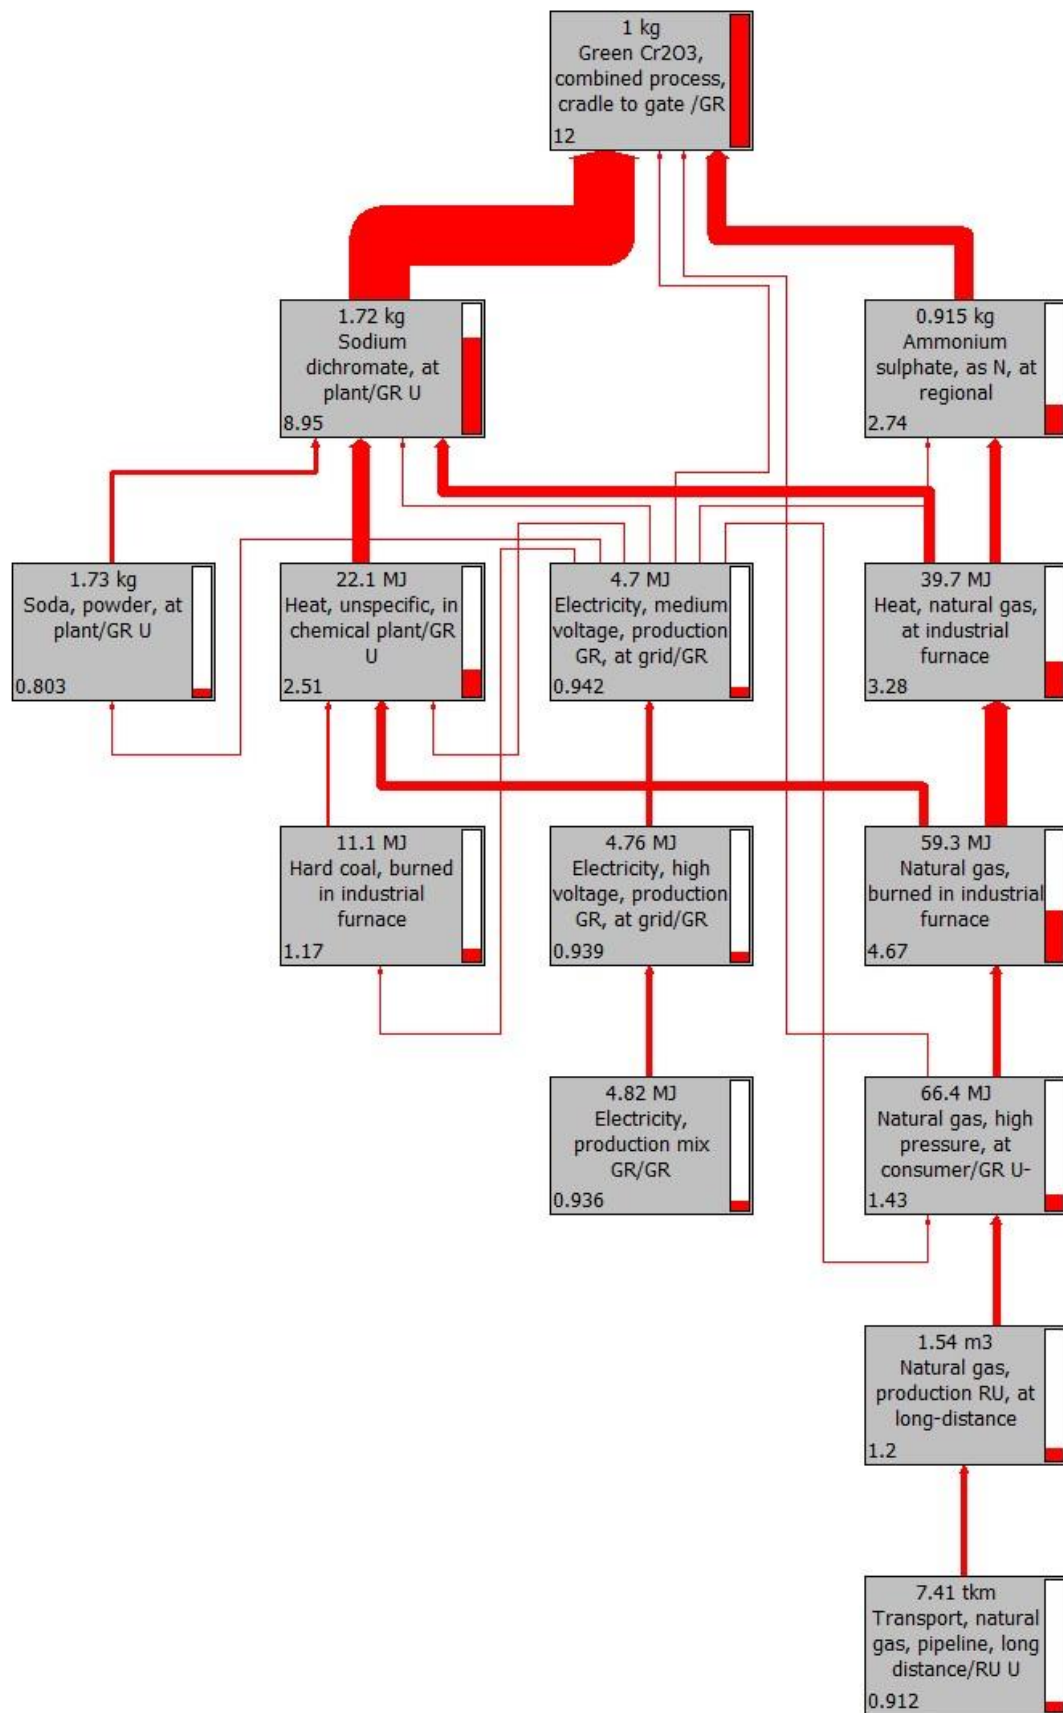 1 kg
Green Cr2O3,
combined process,
cradle to gate /GR
12
1.72 kg
Sodium
dichromate, at
plant/GR U
8.95
0.915 kg
Ammonium
sulphate, as N, at
regional
2.74
1.73 kg
Soda, powder, at
plant/GR U
0.803
22.1 MJ
Heat, unspecific, in
chemical plant/GR
U
2.51
4.7 MJ
Electricity, medium
voltage, production
GR, at grid/GR
0.942
39.7 MJ
Heat, natural gas,
at industrial
furnace
3.28
11.1 MJ
Hard coal, burned
in industrial
furnace
1.17
4.76 MJ
Electricity, high
voltage, production
GR, at grid/GR
0.939
59.3 MJ
Natural gas,
burned in industrial
furnace
4.67
4.82 MJ
Electricity,
production mix
GR/GR
0.936
66.4 MJ
Natural gas, high
pressure, at
consumer/GR U-
1.43
1.54 m3
Natural gas,
production RU, at
long-distance
1.2
7.41 tkm
Transport, natural
gas, pipeline, long
distance/RU U
0.912